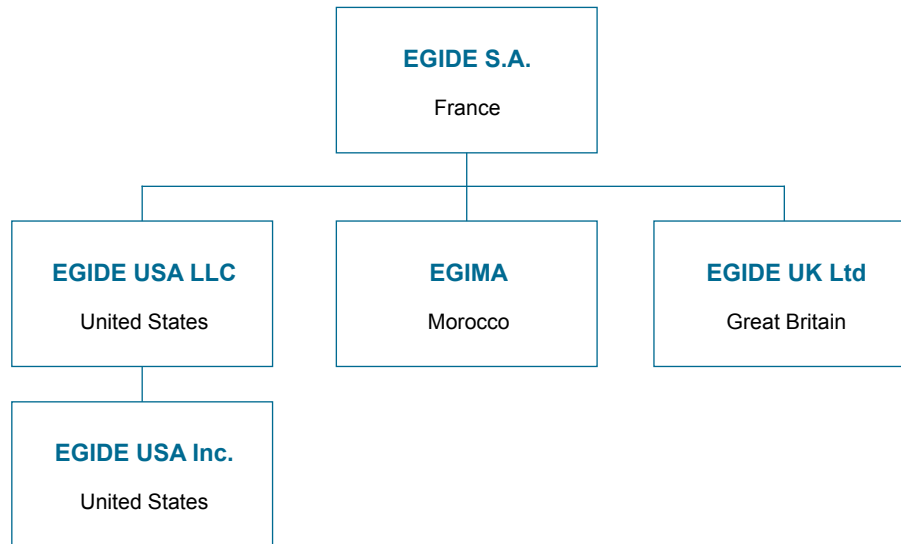 EGIDE S.A.
France
EGIDE USA LLC
United States
EGIMA
Morocco
EGIDE UK Ltd
Great Britain
EGIDE USA Inc.
United States